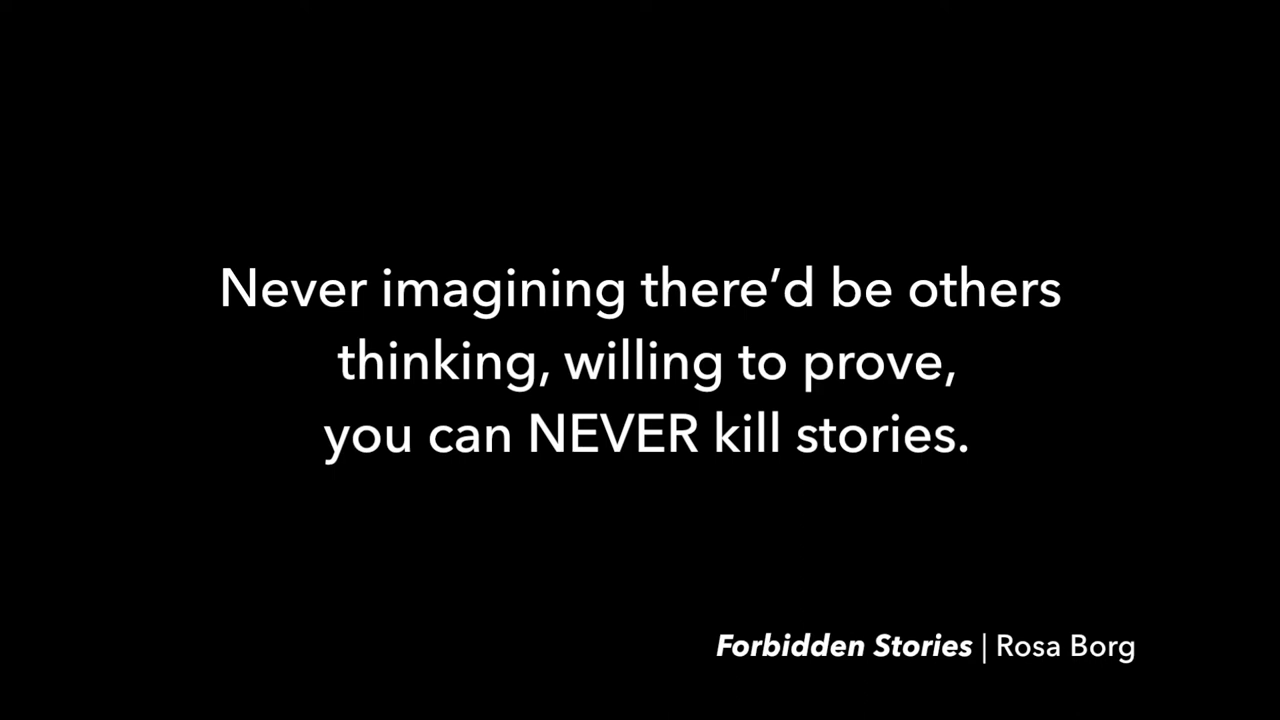 Never imagining there’d be others
thinking, willing to prove,
you can NEVER kill stories.
Forbidden Stories | Rosa Borg